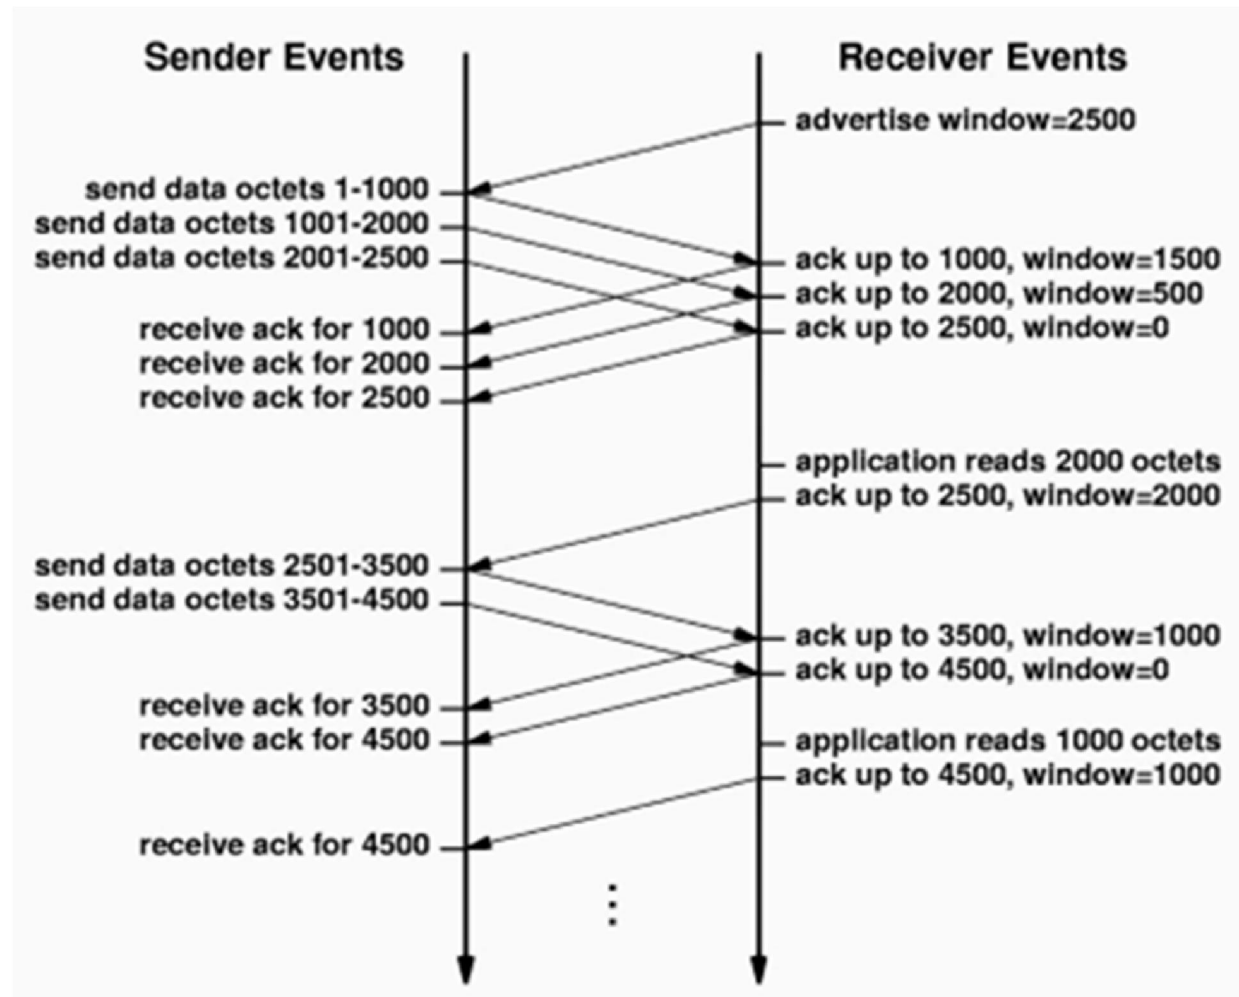 Sender Events
Receiver Events
advertise window=2500
send data octets 1-1000
send data octets 1001-2000
send data octets 2001-2500
ack up to 1000, window=1500
ack up to 2000, window=500
ack up to 2500, window=0
receive ack for 1000
receive ack for 2000
receive ack for 2500
application reads 2000 octets
ack up to 2500, window=2000
send data octets 2501-3500
send data octets 3501-4500
ack up to 3500, window=1000
ack up to 4500, window=0
receive ack for 3500
receive ack for 4500
application reads 1000 octets
ack up to 4500, window=1000
receive ack for 4500